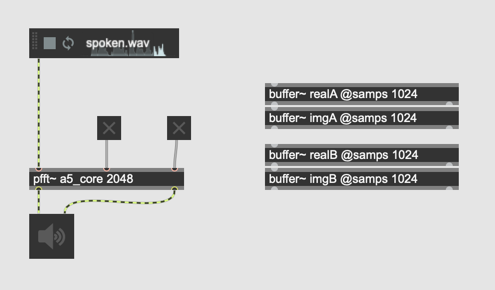 spoken.wav
buffer~ realA @samps 1024
buffer~ imgA @samps 1024
buffer~ realB @samps 1024
pfft~ a5_core 2048
buffer~ imgB @samps 1024